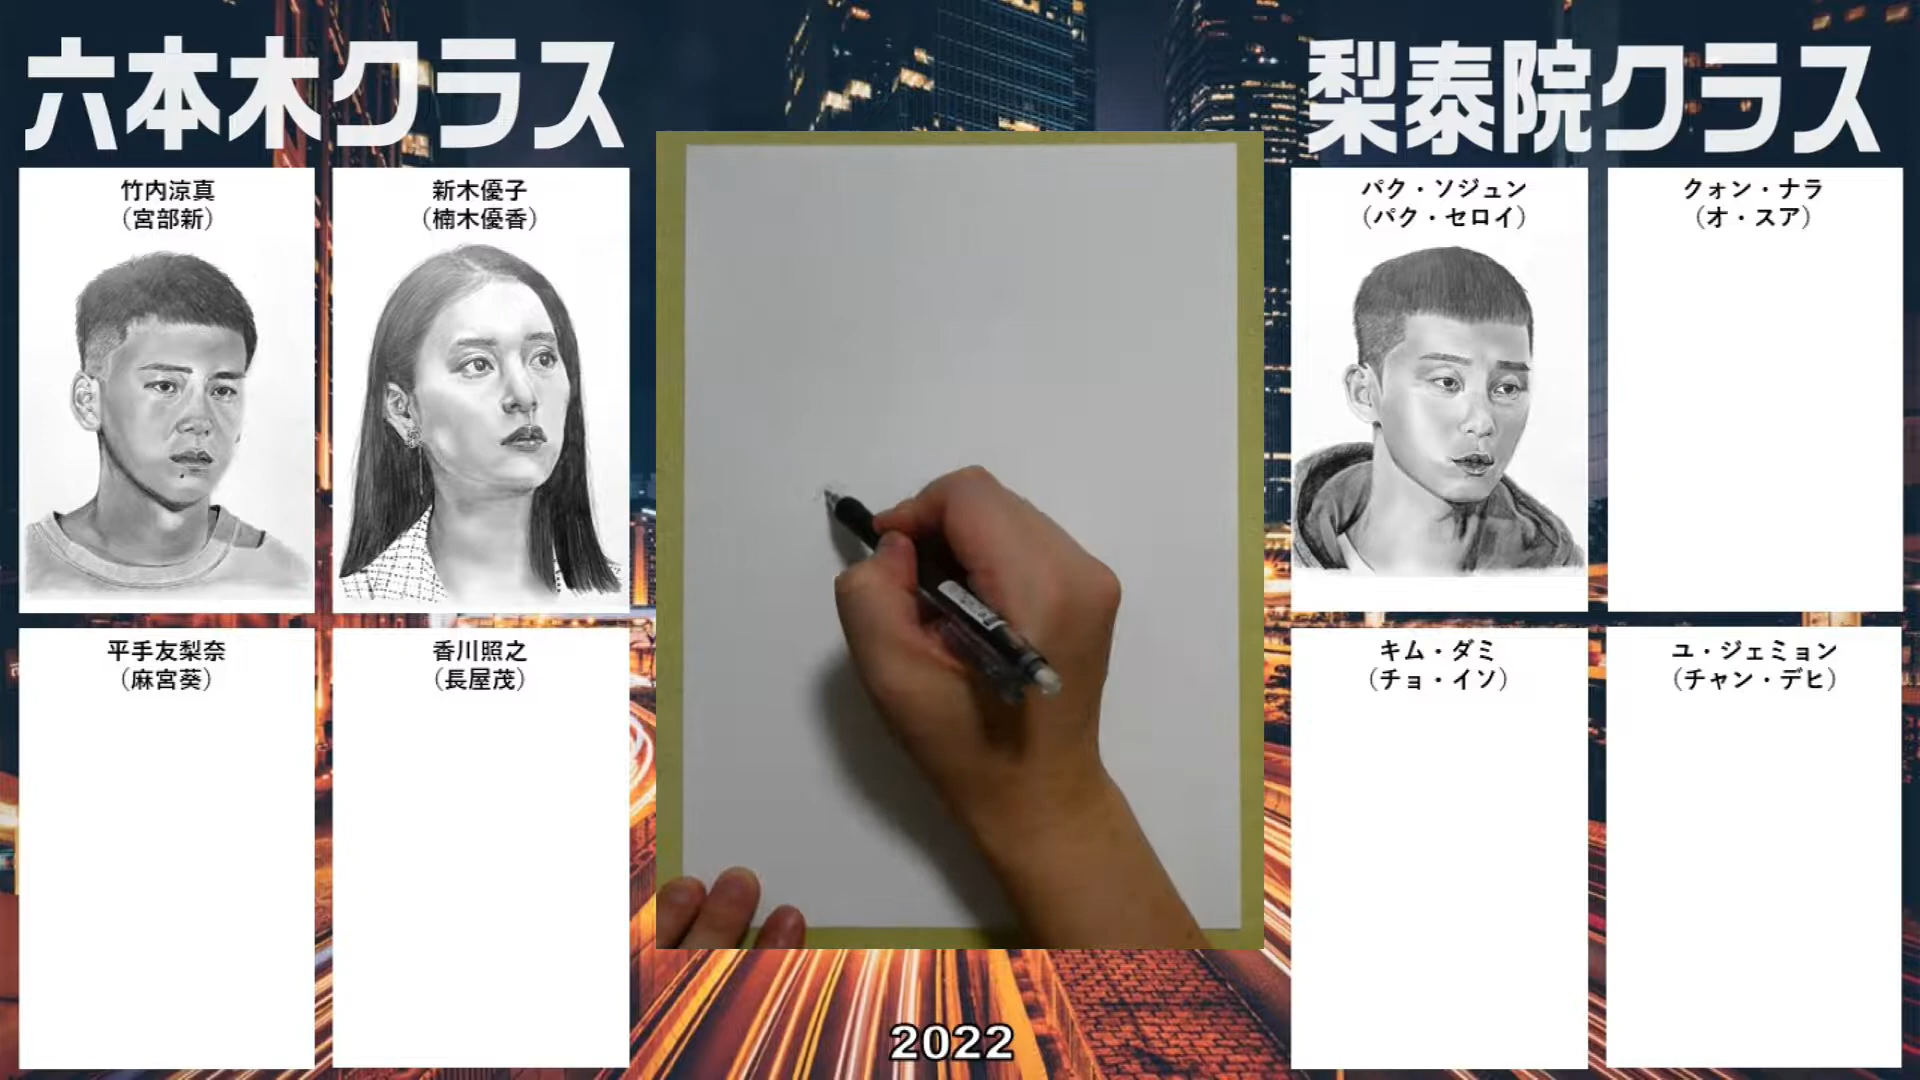 六本木クラス
梨泰院クラス
竹内涼真
（宮部新）
新木優子
（楠木優香）
パク・ソジュン
（パク・セロイ）
クォン・ナラ
（オ・スア）
平手友梨奈
（麻宮葵）
香川照之
（長屋茂）
キム・ダミ
（チョ・イソ）
ユ・ジェミョン
（チャン・デヒ）
2022